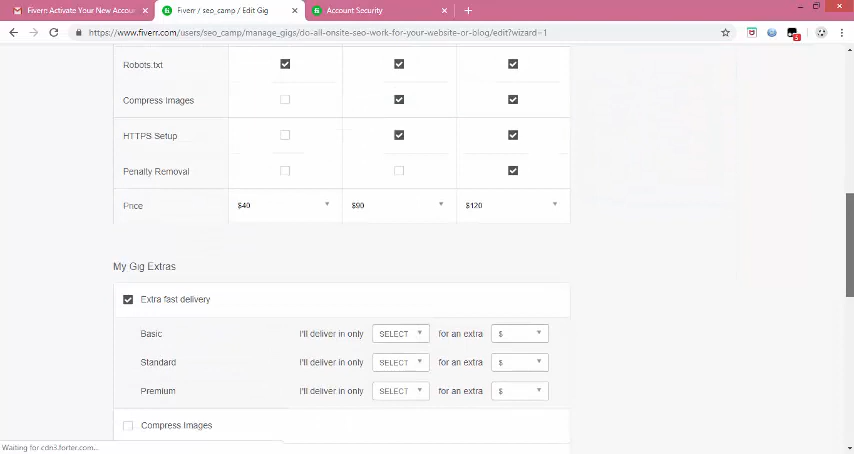 Fiverr Activate Your New Accou
Fiverr / seo_camp / Edit Gig
Account Security
https://www.fiverr.com/users/seo_camp/manage_gigs/do-all-onsite-seo-work-for-your-website-or-blog/edit?wizard=1
Robots.txt
Compress Images
HTTPS Setup
Penalty Removal
Price $40 $90 $120
My Gig Extras
Extra fast delivery
Basic I'll deliver in only SELECT for an extra $
Standard I'll deliver in only SELECT for an extra $
Premium I'll deliver in only SELECT for an extra $
Compress Images
Waiting for cdn3.forter.com...